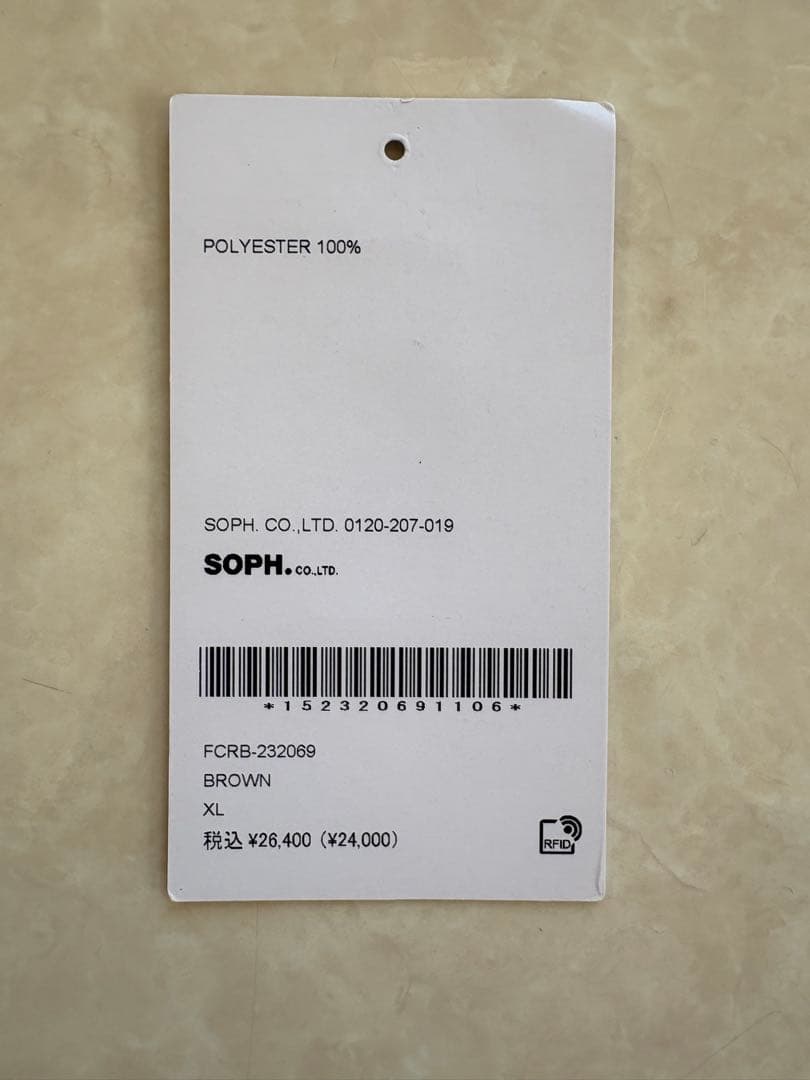 POLYESTER 100%
SOPH. CO.,LTD. 0120-207-019
SOPH. CO.,LTD.
*152320691106*
FCRB-232069
BROWN
XL
税込 ¥26,400 (¥24,000)
RFID